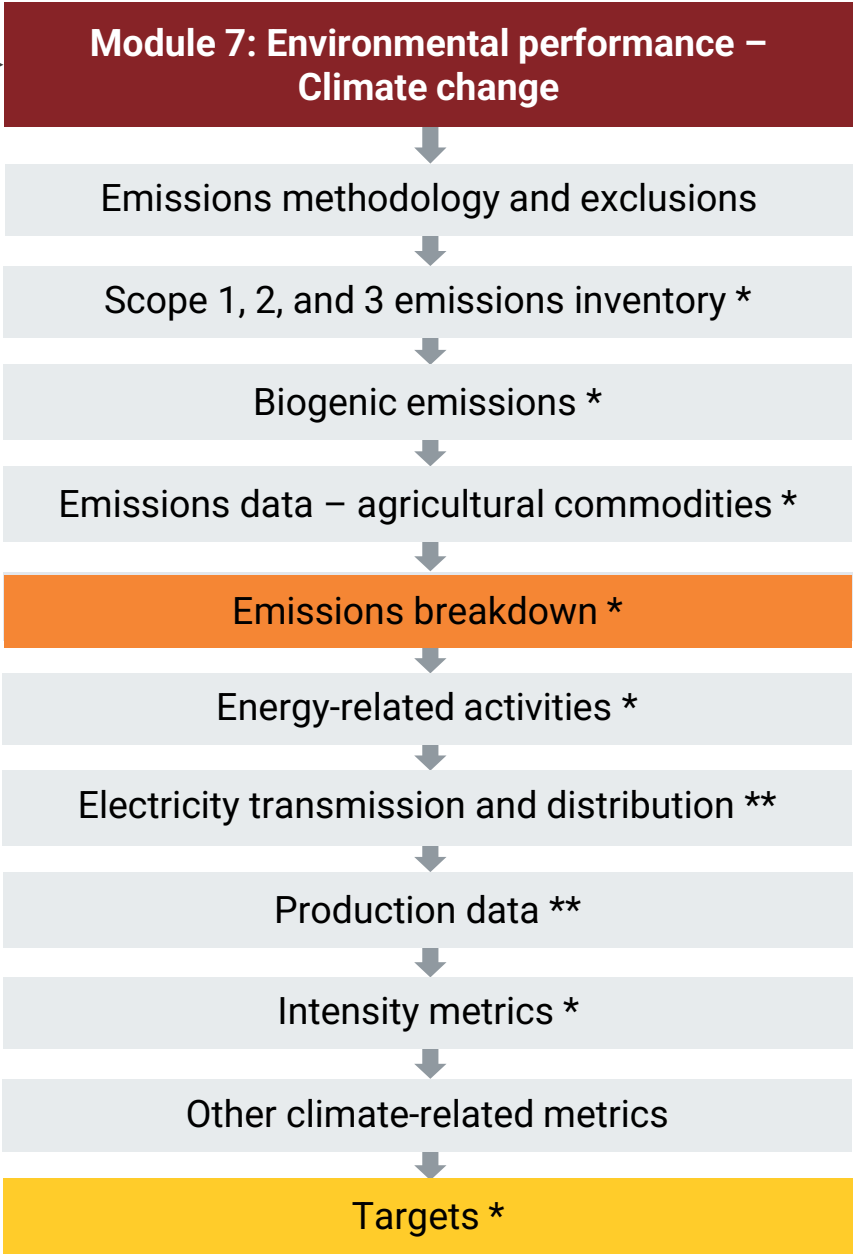 Module 7: Environmental performance –
Climate change
Emissions methodology and exclusions
Scope 1, 2, and 3 emissions inventory *
Biogenic emissions *
Emissions data – agricultural commodities *
Emissions breakdown *
Energy-related activities *
Electricity transmission and distribution **
Production data **
Intensity metrics *
Other climate-related metrics
Targets *